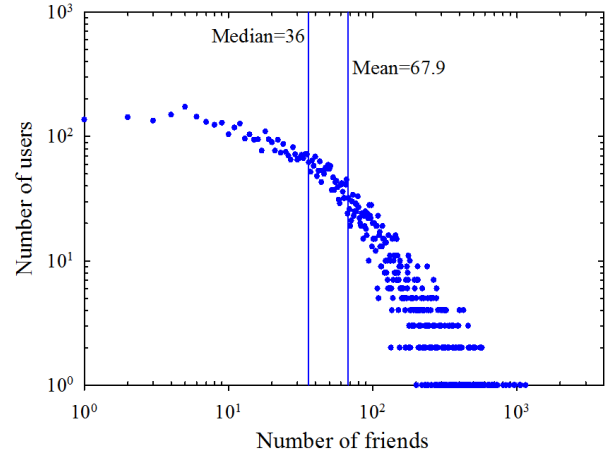 10³
Median=36
Mean=67.9
10²
Number of users
10¹
10⁰
10⁰ 10¹ 10² 10³
Number of friends